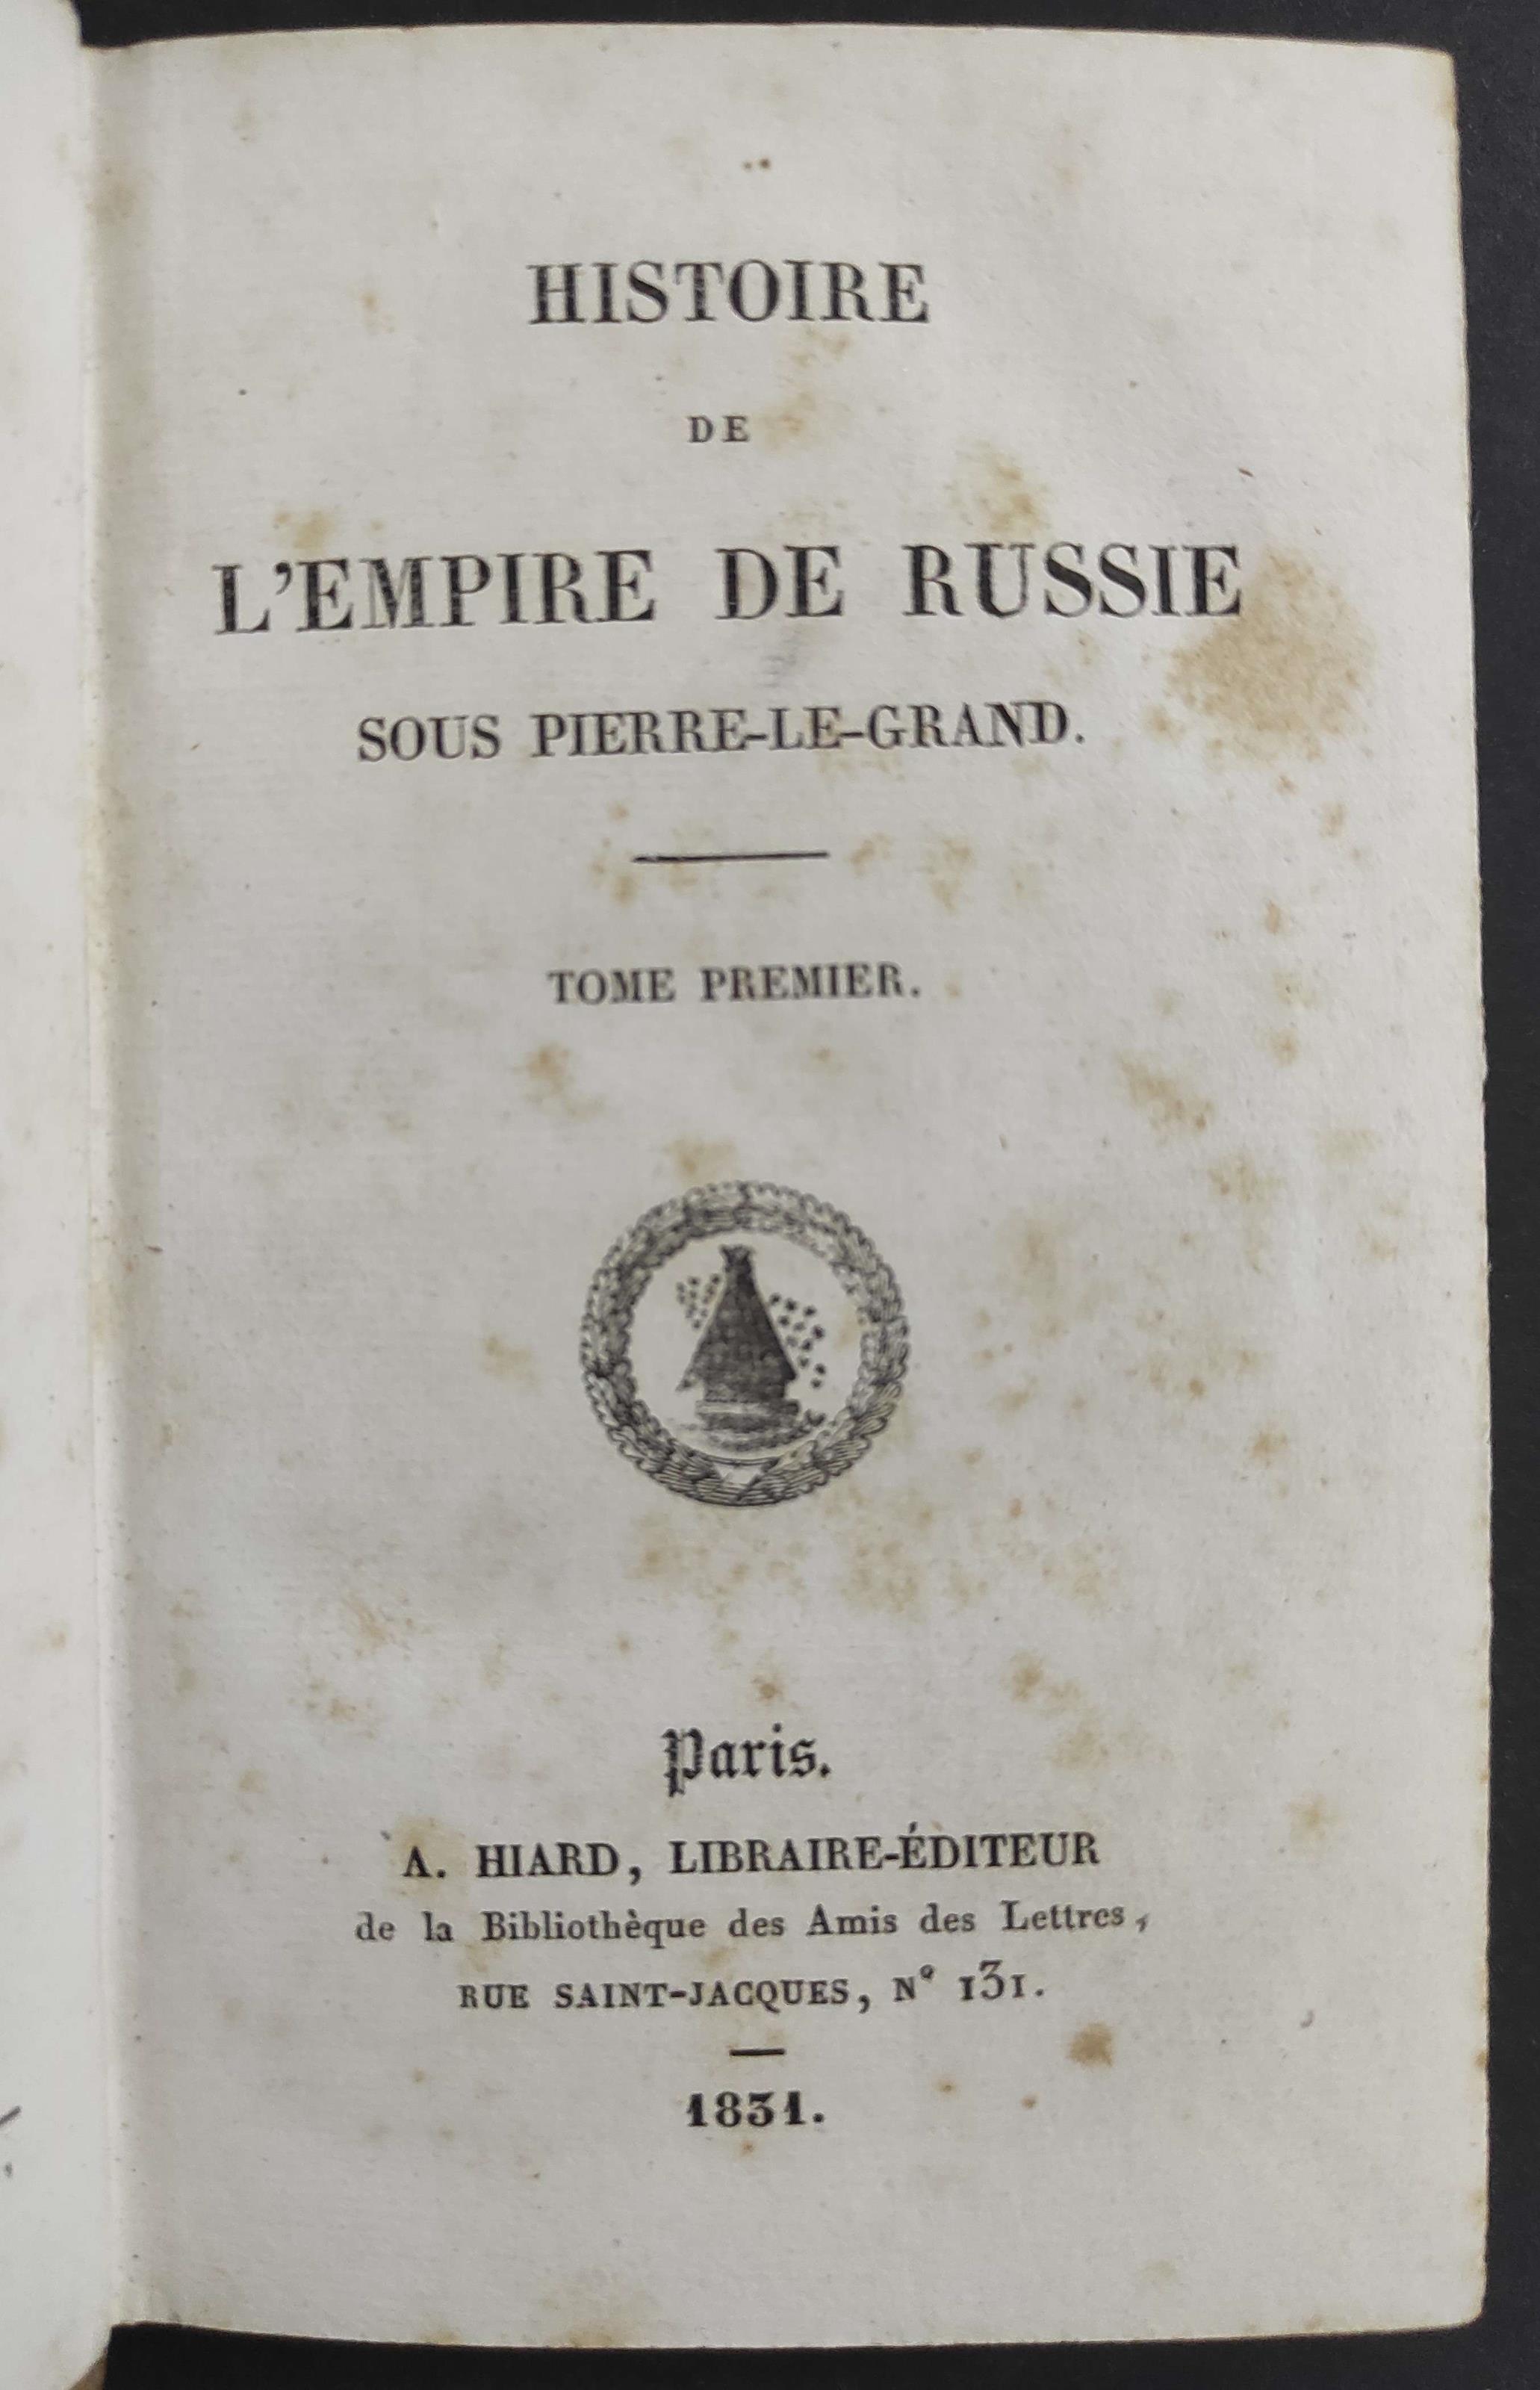 HISTOIRE
DE
L'EMPIRE DE RUSSIE
SOUS PIERRE-LE-GRAND.
TOME PREMIER.
Paris.
A. HIARD, LIBRAIRE-ÉDITEUR
de la Bibliothèque des Amis des Lettres,
RUE SAINT-JACQUES, N° 131.
1831.